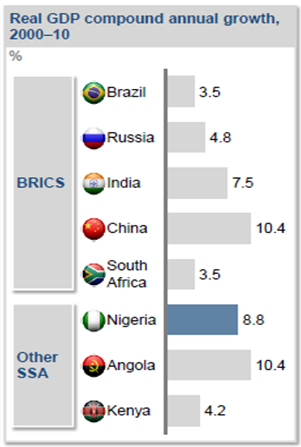 Real GDP compound annual growth,
2000–10
%
BRICS
Brazil 3.5
Russia 4.8
India 7.5
China 10.4
South
Africa 3.5
Other
SSA
Nigeria 8.8
Angola 10.4
Kenya 4.2